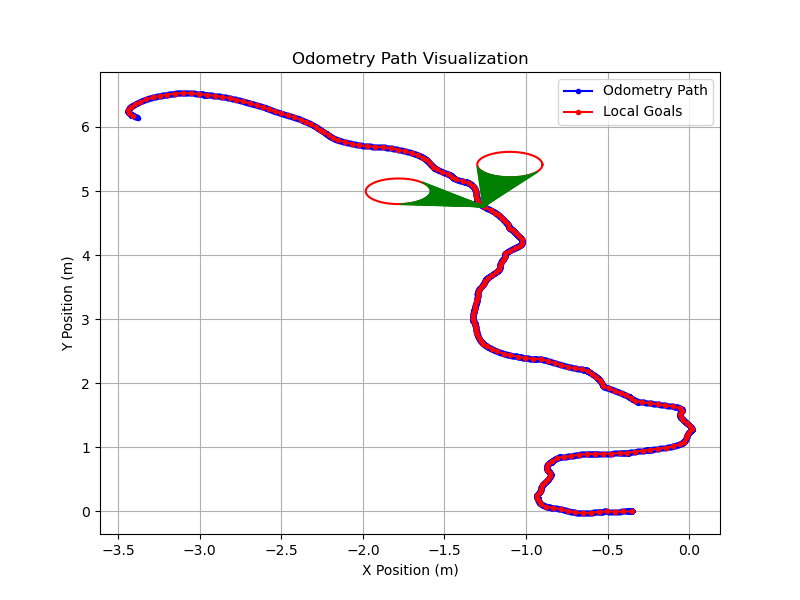 Odometry Path Visualization
Odometry Path
Local Goals
Y Position (m)
6
5
4
3
2
1
0
−3.5 −3.0 −2.5 −2.0 −1.5 −1.0 −0.5 0.0
X Position (m)